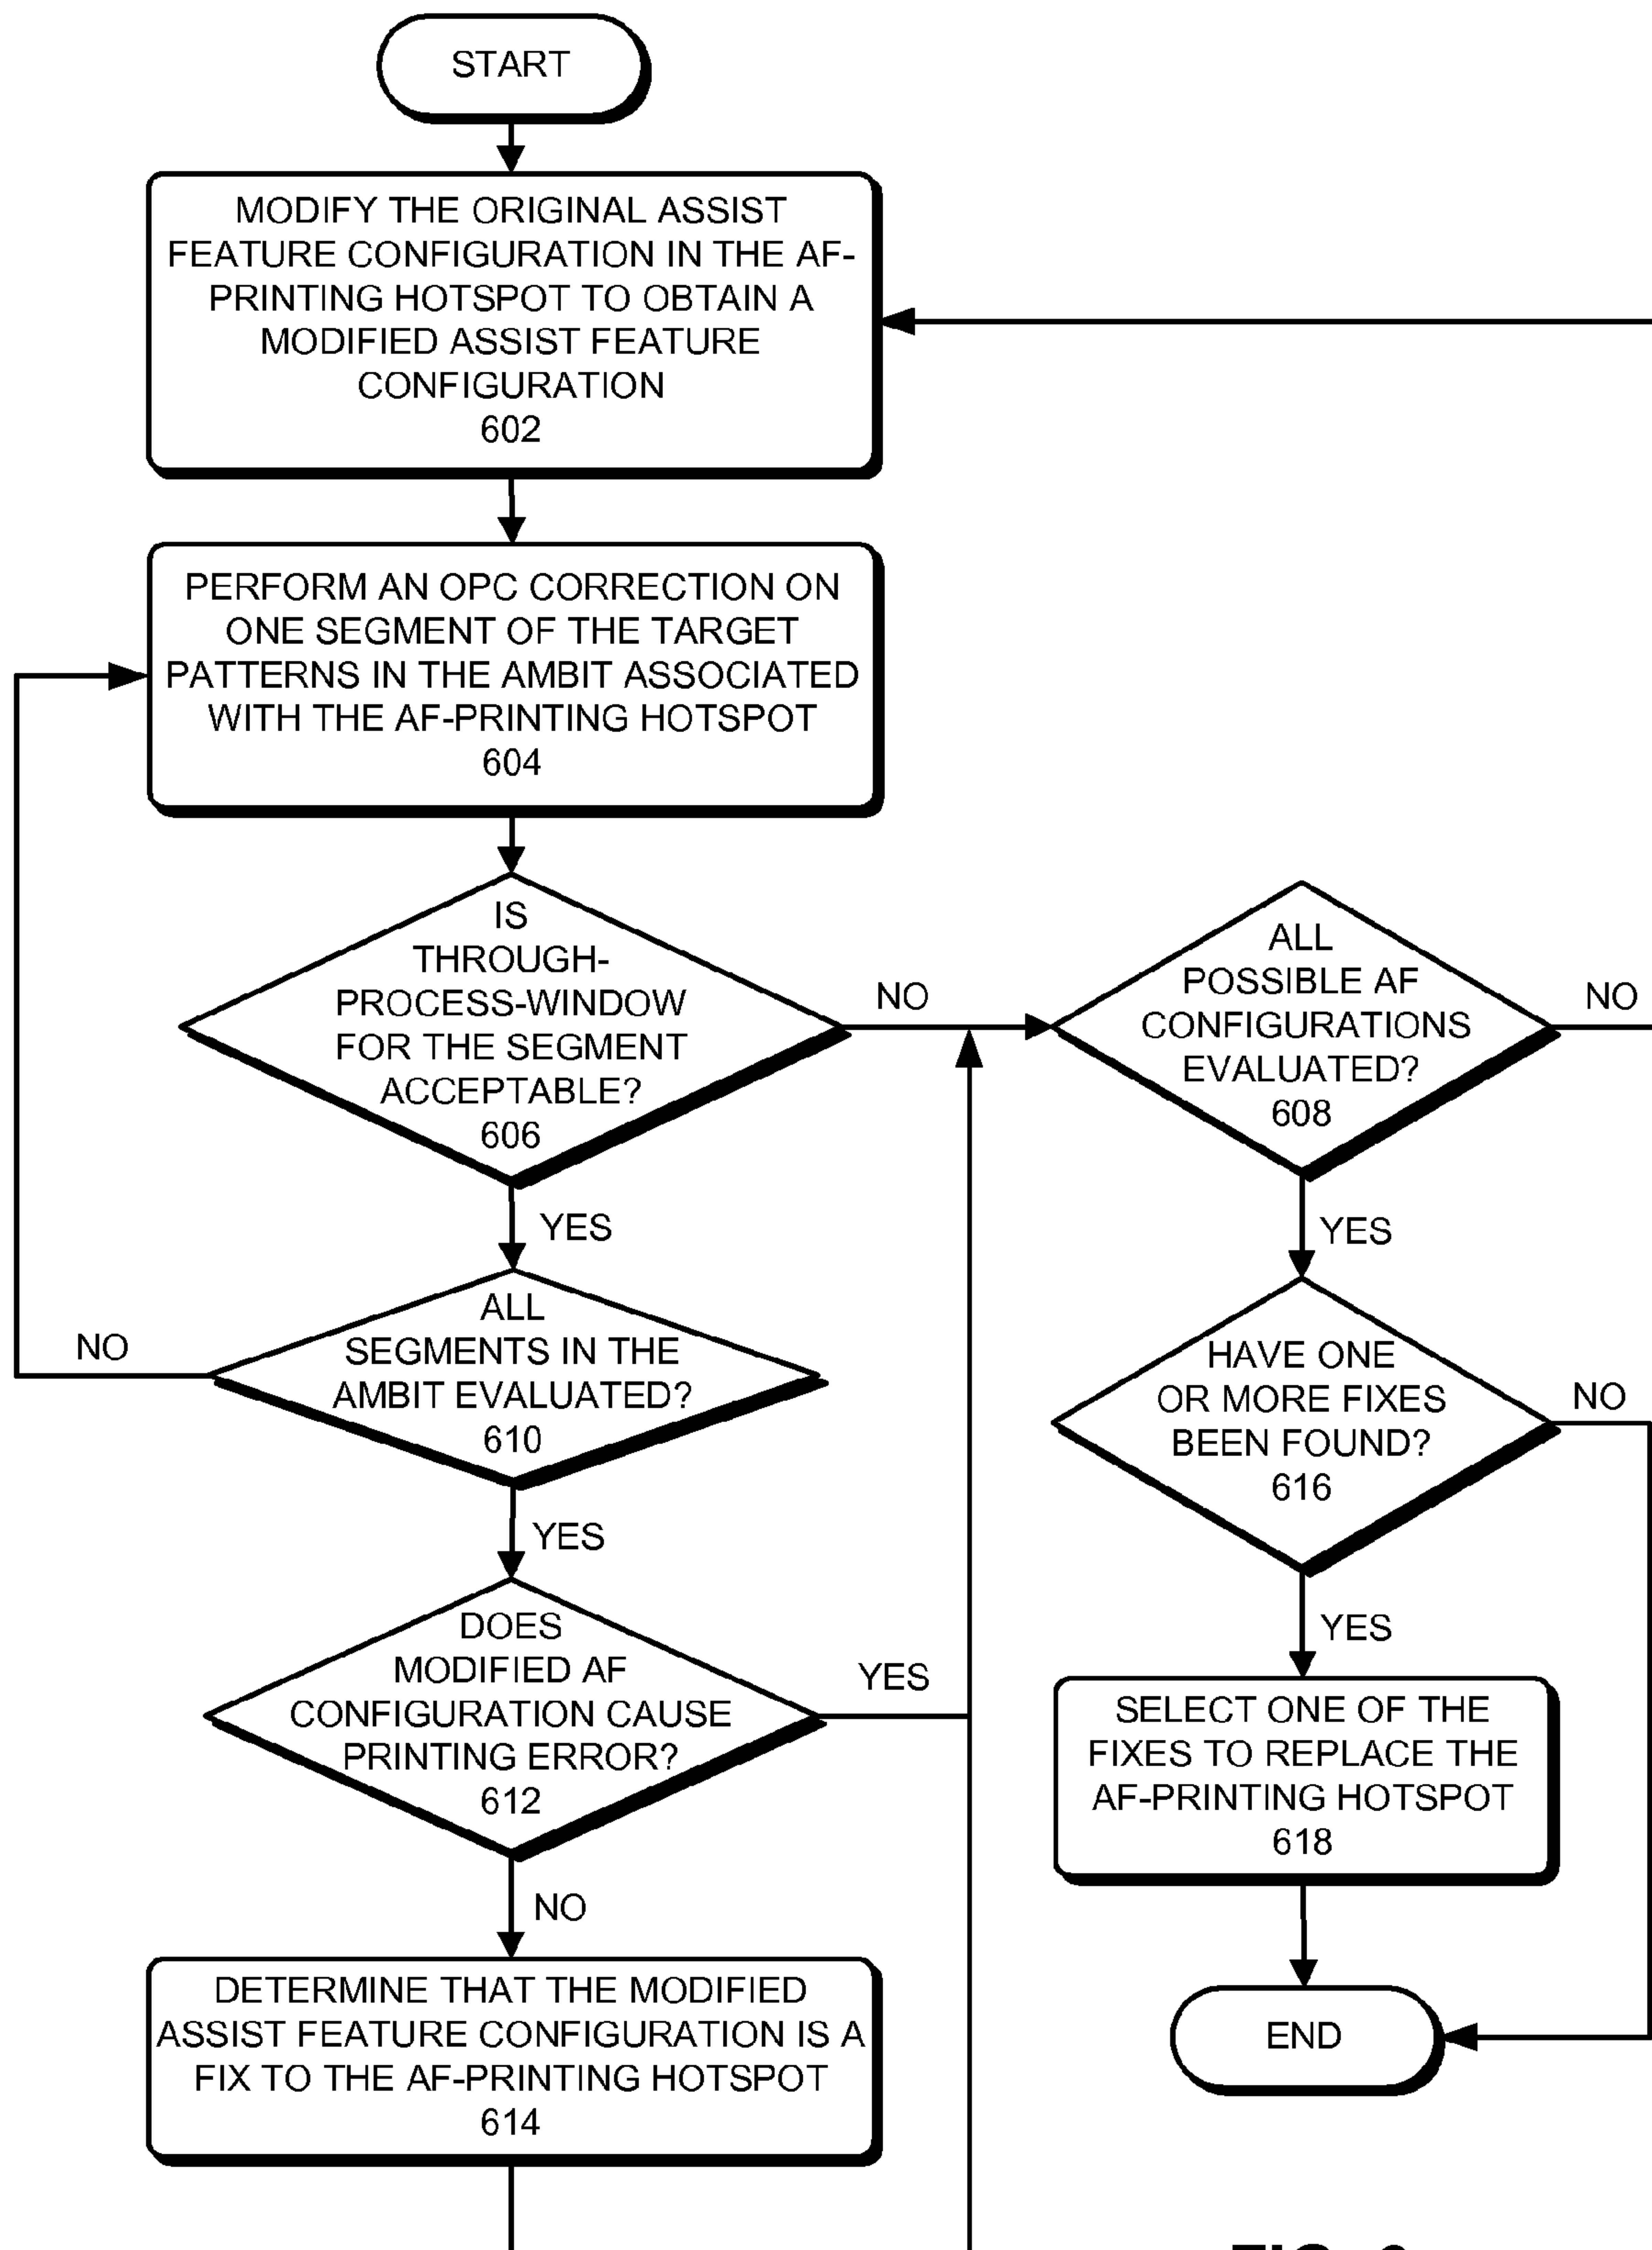 START
MODIFY THE ORIGINAL ASSIST
FEATURE CONFIGURATION IN THE AF-
PRINTING HOTSPOT TO OBTAIN A
MODIFIED ASSIST FEATURE
CONFIGURATION
602
PERFORM AN OPC CORRECTION ON
ONE SEGMENT OF THE TARGET
PATTERNS IN THE AMBIT ASSOCIATED
WITH THE AF-PRINTING HOTSPOT
604
IS
THROUGH-
PROCESS-WINDOW
FOR THE SEGMENT
ACCEPTABLE?
606
NO
YES
ALL
POSSIBLE AF
CONFIGURATIONS
EVALUATED?
608
NO
YES
ALL
SEGMENTS IN THE
AMBIT EVALUATED?
610
NO
YES
HAVE ONE
OR MORE FIXES
BEEN FOUND?
616
NO
YES
DOES
MODIFIED AF
CONFIGURATION CAUSE
PRINTING ERROR?
612
YES
NO
SELECT ONE OF THE
FIXES TO REPLACE THE
AF-PRINTING HOTSPOT
618
DETERMINE THAT THE MODIFIED
ASSIST FEATURE CONFIGURATION IS A
FIX TO THE AF-PRINTING HOTSPOT
614
END